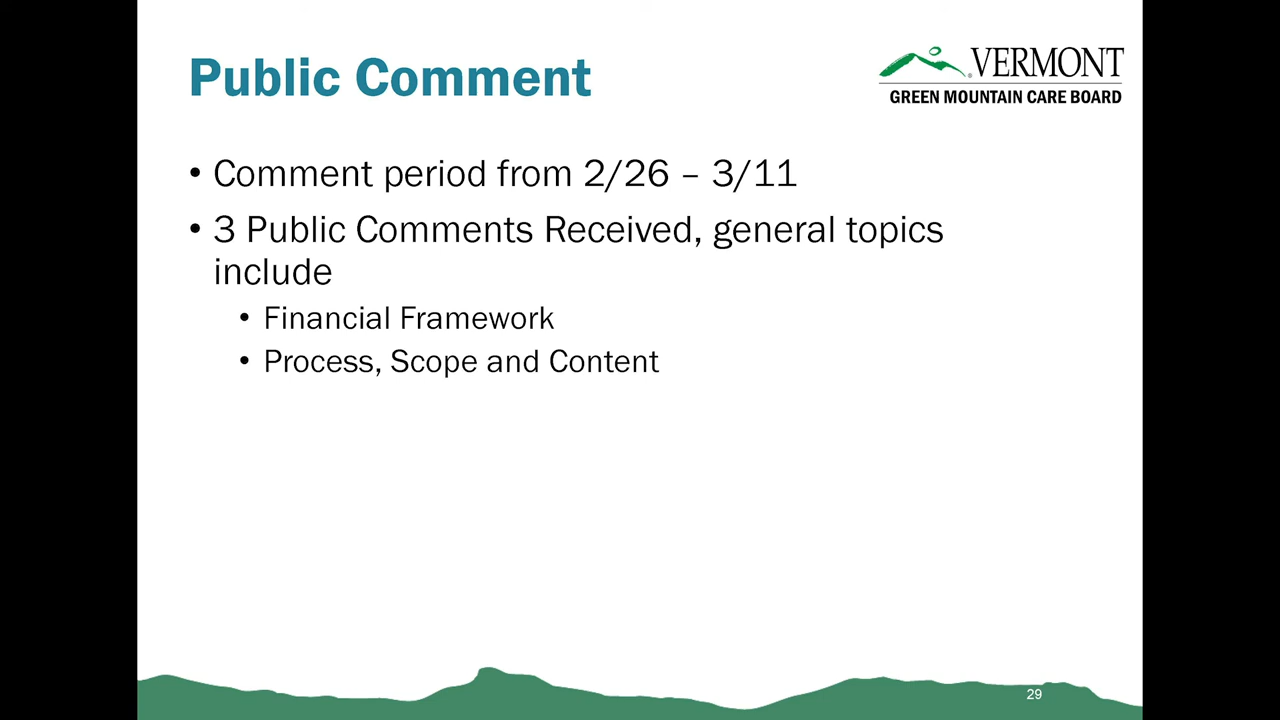 Public Comment
VERMONT
GREEN MOUNTAIN CARE BOARD
• Comment period from 2/26 – 3/11
• 3 Public Comments Received, general topics
include
• Financial Framework
• Process, Scope and Content
29